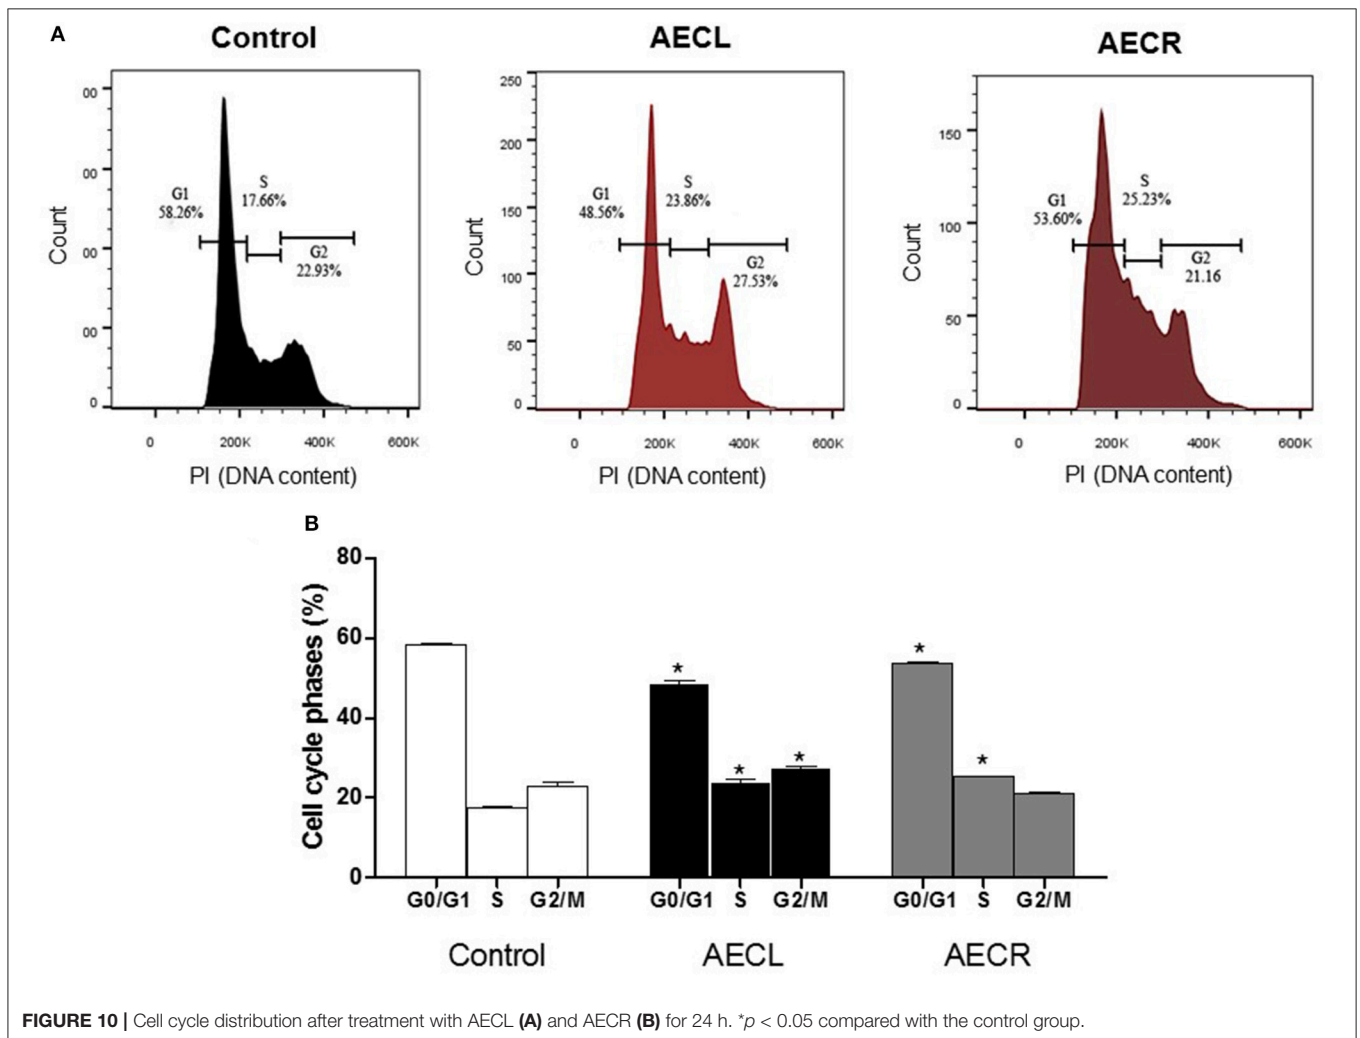 A
Control
AECL
AECR
00
00
00
00
0
Count
G1
58.26%
S
17.66%
G2
22.93%
0
200K
400K
600K
PI (DNA content)
250
200
150
100
50
0
Count
G1
48.56%
S
23.86%
G2
27.53%
0
200K
400K
600K
PI (DNA content)
150
100
50
0
Count
G1
53.60%
S
25.23%
G2
21.16
0
200K
400K
600K
PI (DNA content)
B
Cell cycle phases (%)
80
60
40
20
0
*
*
*
*
*
G0/G1 S G2/M
G0/G1 S G2/M
G0/G1 S G2/M
Control
AECL
AECR
FIGURE 10 | Cell cycle distribution after treatment with AECL (A) and AECR (B) for 24 h. *p < 0.05 compared with the control group.